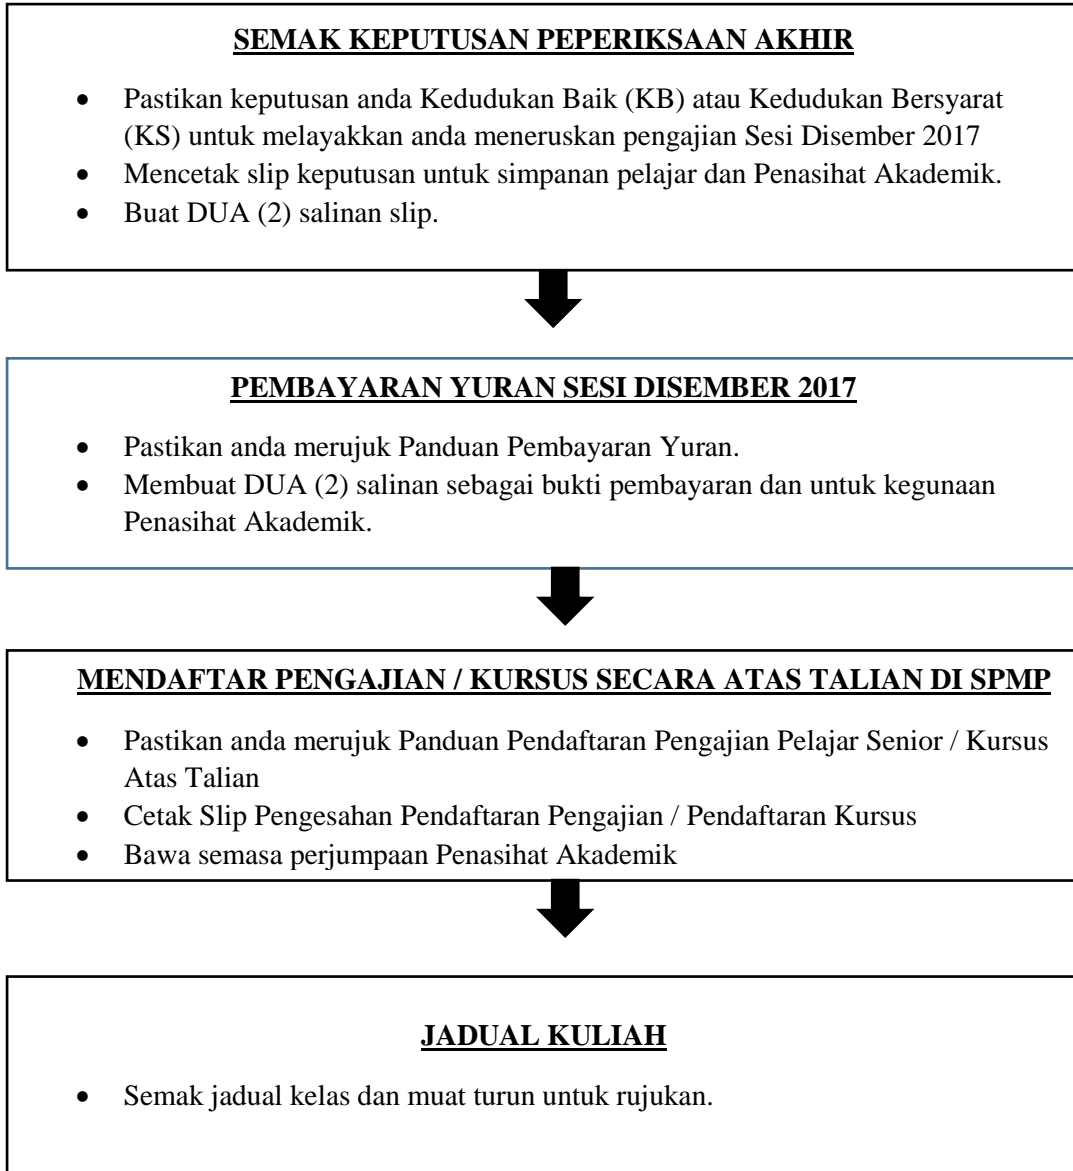 SEMAK KEPUTUSAN PEPERIKSAAN AKHIR
• Pastikan keputusan anda Kedudukan Baik (KB) atau Kedudukan Bersyarat
(KS) untuk melayakkan anda meneruskan pengajian Sesi Disember 2017
• Mencetak slip keputusan untuk simpanan pelajar dan Penasihat Akademik.
• Buat DUA (2) salinan slip.
PEMBAYARAN YURAN SESI DISEMBER 2017
• Pastikan anda merujuk Panduan Pembayaran Yuran.
• Membuat DUA (2) salinan sebagai bukti pembayaran dan untuk kegunaan
Penasihat Akademik.
MENDAFTAR PENGAJIAN / KURSUS SECARA ATAS TALIAN DI SPMP
• Pastikan anda merujuk Panduan Pendaftaran Pengajian Pelajar Senior / Kursus
Atas Talian
• Cetak Slip Pengesahan Pendaftaran Pengajian / Pendaftaran Kursus
• Bawa semasa perjumpaan Penasihat Akademik
JADUAL KULIAH
• Semak jadual kelas dan muat turun untuk rujukan.